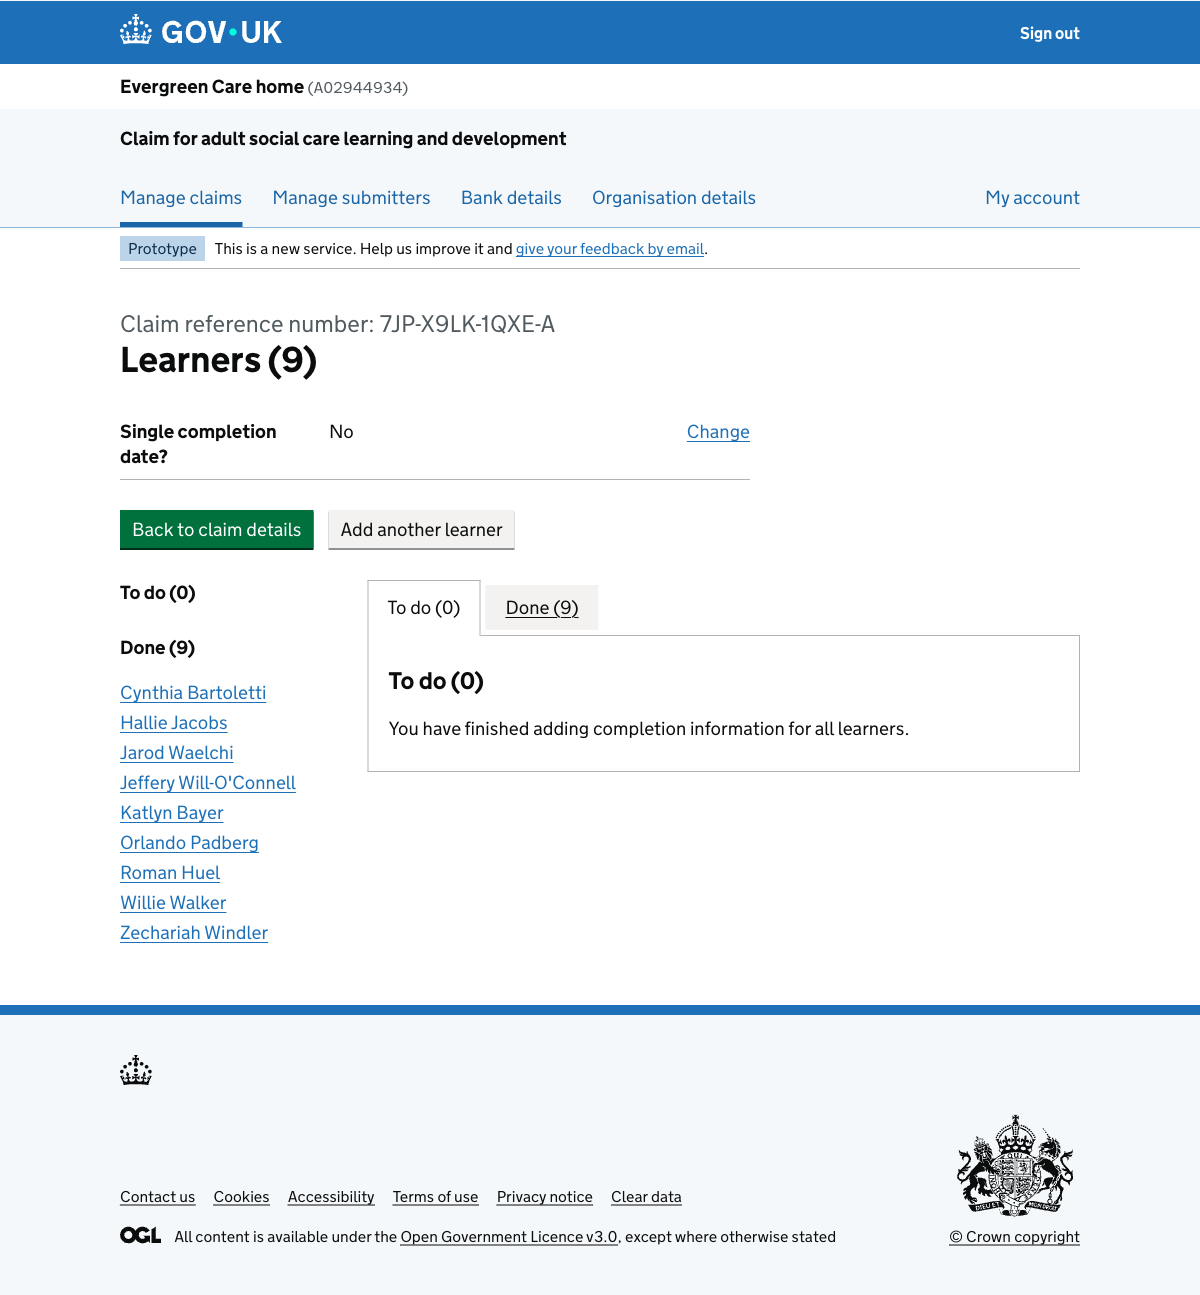 GOV·UK
Sign out
Evergreen Care home (A02944934)
Claim for adult social care learning and development
Manage claims Manage submitters Bank details Organisation details My account
Prototype This is a new service. Help us improve it and give your feedback by email.
Claim reference number: 7JP-X9LK-1QXE-A
Learners (9)
Single completion date? No Change
Back to claim details Add another learner
To do (0)
Done (9)
Cynthia Bartoletti
Hallie Jacobs
Jarod Waelchi
Jeffery Will-O'Connell
Katlyn Bayer
Orlando Padberg
Roman Huel
Willie Walker
Zechariah Windler
To do (0) Done (9)
To do (0)
You have finished adding completion information for all learners.
Contact us Cookies Accessibility Terms of use Privacy notice Clear data
OGL All content is available under the Open Government Licence v3.0, except where otherwise stated
© Crown copyright